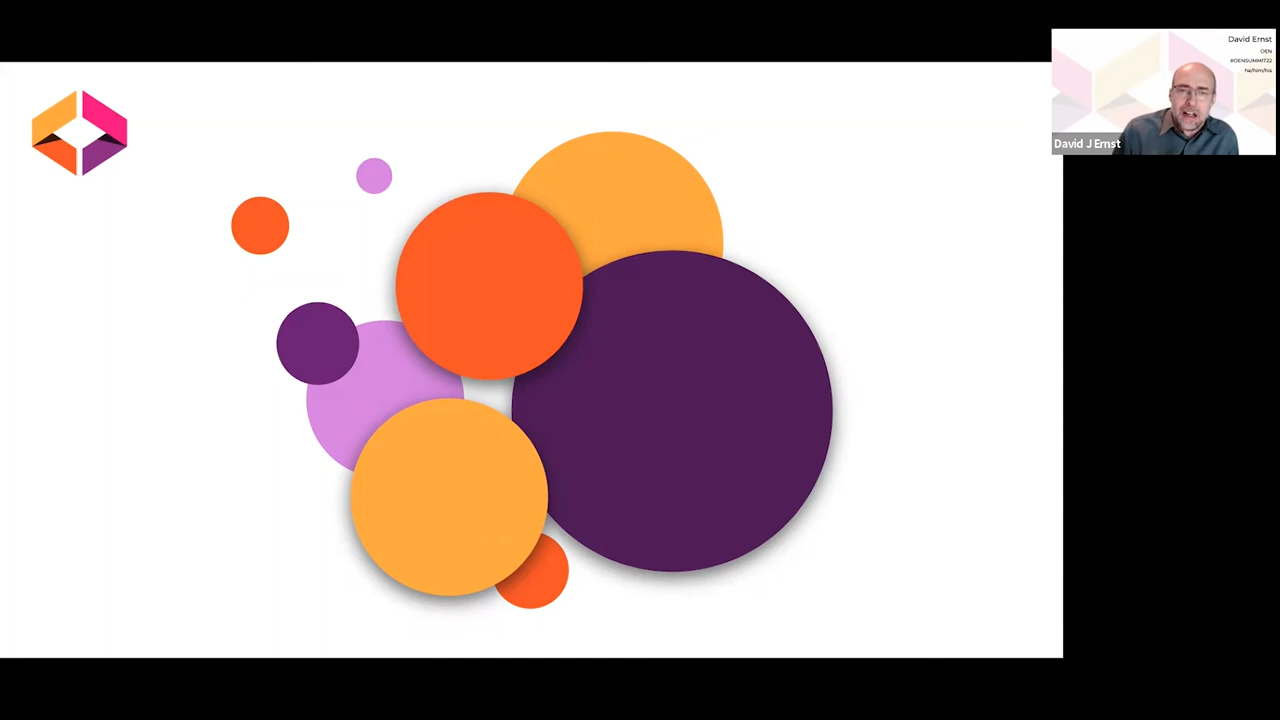 David Ernst
OEN
#OENSUMMIT22
he/him/his
David J Ernst